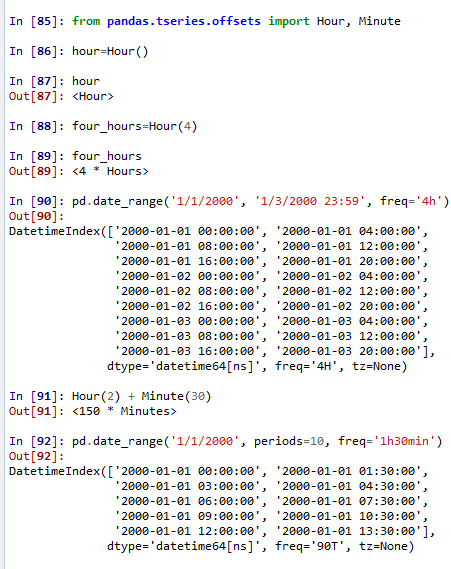 In [85]: from pandas.tseries.offsets import Hour, Minute
In [86]: hour=Hour()
In [87]: hour
Out[87]: <Hour>
In [88]: four_hours=Hour(4)
In [89]: four_hours
Out[89]: <4 * Hours>
In [90]: pd.date_range('1/1/2000', '1/3/2000 23:59', freq='4h')
Out[90]:
DatetimeIndex(['2000-01-01 00:00:00', '2000-01-01 04:00:00',
'2000-01-01 08:00:00', '2000-01-01 12:00:00',
'2000-01-01 16:00:00', '2000-01-01 20:00:00',
'2000-01-02 00:00:00', '2000-01-02 04:00:00',
'2000-01-02 08:00:00', '2000-01-02 12:00:00',
'2000-01-02 16:00:00', '2000-01-02 20:00:00',
'2000-01-03 00:00:00', '2000-01-03 04:00:00',
'2000-01-03 08:00:00', '2000-01-03 12:00:00',
'2000-01-03 16:00:00', '2000-01-03 20:00:00'],
dtype='datetime64[ns]', freq='4H', tz=None)
In [91]: Hour(2) + Minute(30)
Out[91]: <150 * Minutes>
In [92]: pd.date_range('1/1/2000', periods=10, freq='1h30min')
Out[92]:
DatetimeIndex(['2000-01-01 00:00:00', '2000-01-01 01:30:00',
'2000-01-01 03:00:00', '2000-01-01 04:30:00',
'2000-01-01 06:00:00', '2000-01-01 07:30:00',
'2000-01-01 09:00:00', '2000-01-01 10:30:00',
'2000-01-01 12:00:00', '2000-01-01 13:30:00'],
dtype='datetime64[ns]', freq='90T', tz=None)